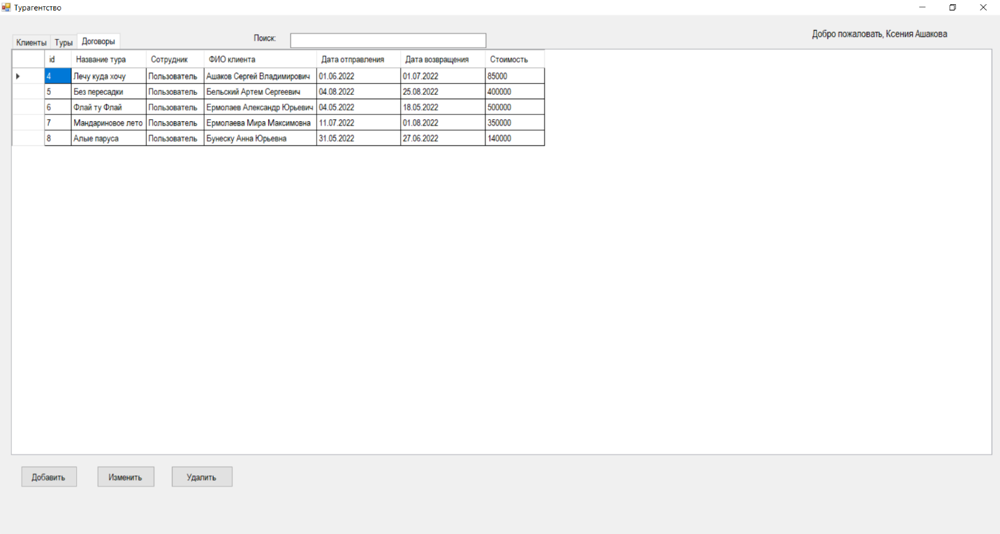 Турагентство
Добро пожаловать, Ксения Ашакова
Клиенты Туры Договоры Поиск:
id Название тура Сотрудник ФИО клиента Дата отправления Дата возвращения Стоимость
4 Лечу куда хочу Пользователь Ашаков Сергей Владимирович 01.06.2022 01.07.2022 85000
5 Без пересадки Пользователь Бельский Артем Сергеевич 04.08.2022 25.08.2022 400000
6 Флай ту Флай Пользователь Ермолаев Александр Юрьевич 04.05.2022 18.05.2022 500000
7 Мандариновое лето Пользователь Ермолаева Мира Максимовна 11.07.2022 01.08.2022 350000
8 Алые паруса Пользователь Бунеску Анна Юрьевна 31.05.2022 27.06.2022 140000
Добавить Изменить Удалить